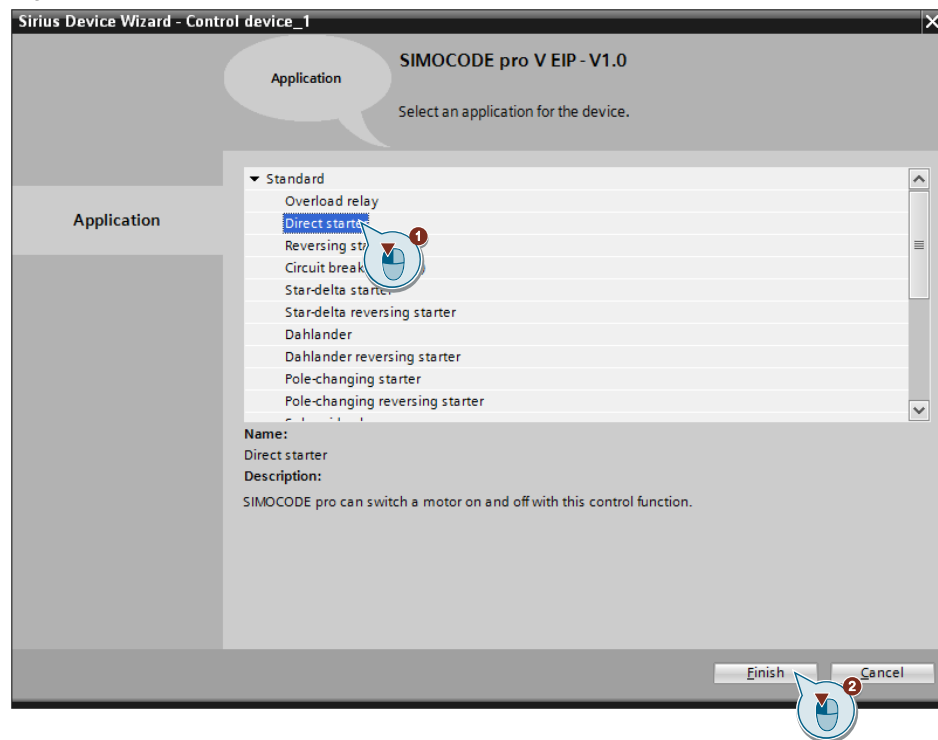 Sirius Device Wizard - Control device_1
Application
SIMOCODE pro V EIP - V1.0
Select an application for the device.
Application
Standard
Overload relay
Direct starter
Reversing
Circuit
Star-delta starter
Star-delta reversing starter
Dahlander
Dahlander reversing starter
Pole-changing starter
Pole-changing reversing starter
Name:
Direct starter
Description:
SIMOCODE pro can switch a motor on and off with this control function.
Finish
Cancel
1
2